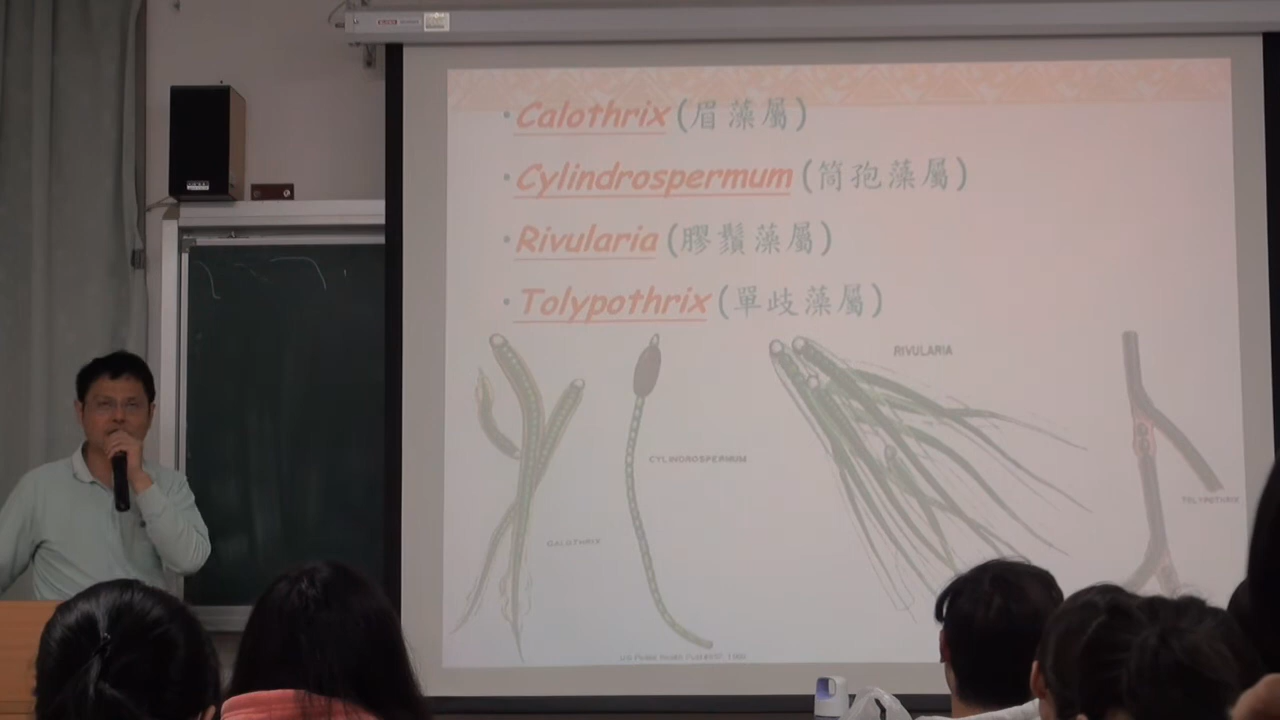 •Calothrix (眉藻屬)
•Cylindrospermum (筒孢藻屬)
•Rivularia (膠鬚藻屬)
•Tolypothrix (單歧藻屬)
RIVULARIA
CYLINDROSPERMUM
TOLYPOTHRIX
CALOTHRIX